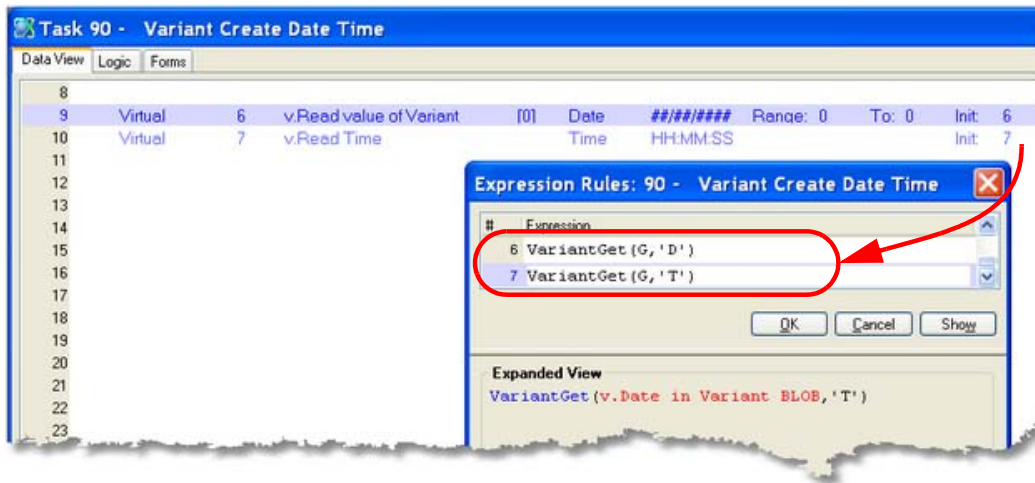 Task 90 - Variant Create Date Time
Data View Logic Forms
8
9 Virtual 6 v.Read value of Variant [0] Date ##/##/#### Range: 0 To: 0 Init: 6
10 Virtual 7 v.Read Time Time HH:MM:SS Init: 7
11
12
13
14
15
16
17
18
19
20
21
22
23
Expression Rules: 90 - Variant Create Date Time
# Expression
6 VariantGet(G,'D')
7 VariantGet(G,'T')
OK Cancel Show
Expanded View
VariantGet(v.Date in Variant BLOB,'T')